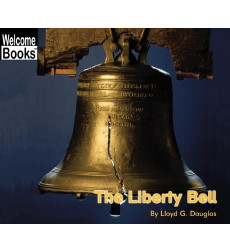 Welcome
Books
The Liberty Bell
By Lloyd G. Douglas